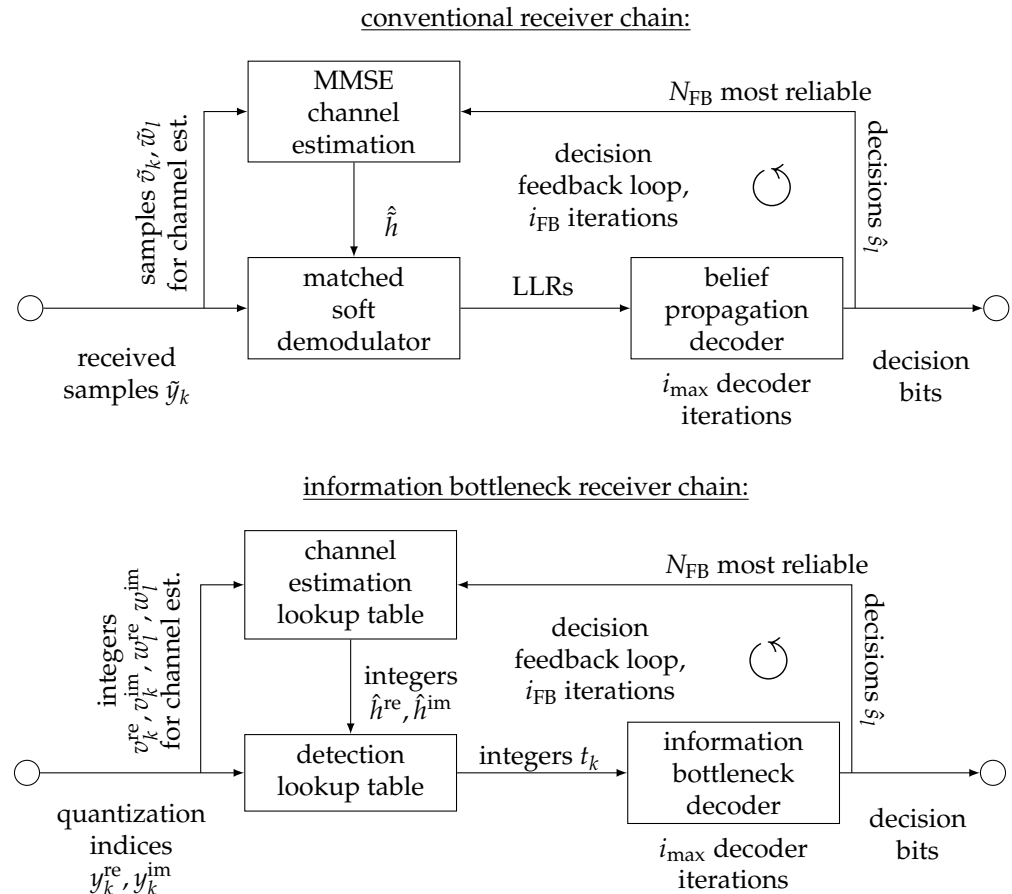 conventional receiver chain:
MMSE
channel
estimation
N_FB most reliable
samples ṽ_k, w̃_l
for channel est.
decision
feedback loop,
i_FB iterations
decisions ŝ_l
ĥ̃
matched
soft
demodulator
LLRs
belief
propagation
decoder
received
samples ỹ_k
i_max decoder
iterations
decision
bits
information bottleneck receiver chain:
channel
estimation
lookup table
N_FB most reliable
integers
v_k^re, v_k^im, w_l^re, w_l^im
for channel est.
decision
feedback loop,
i_FB iterations
decisions ŝ_l
integers
ĥ^re, ĥ^im
detection
lookup table
integers t_k
information
bottleneck
decoder
quantization
indices
y_k^re, y_k^im
i_max decoder
iterations
decision
bits